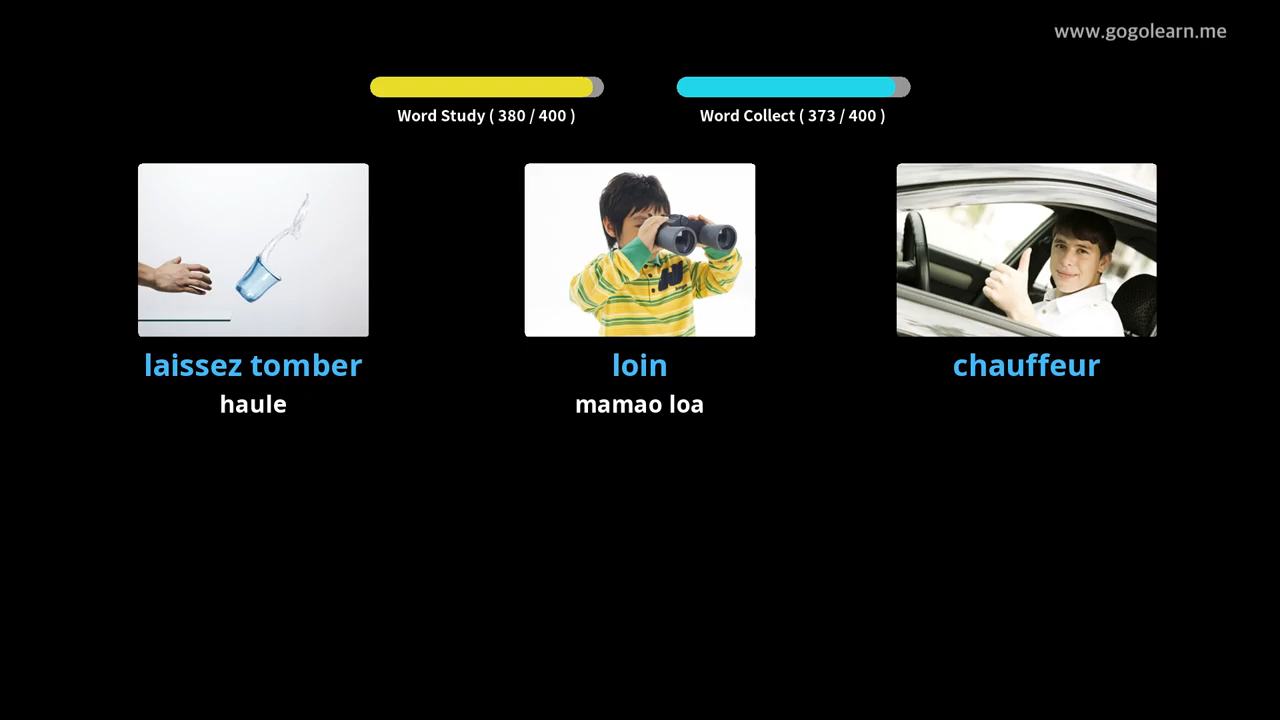 www.gogolearn.me
Word Study ( 380 / 400 )
Word Collect ( 373 / 400 )
laissez tomber
loin
chauffeur
haule
mamao loa